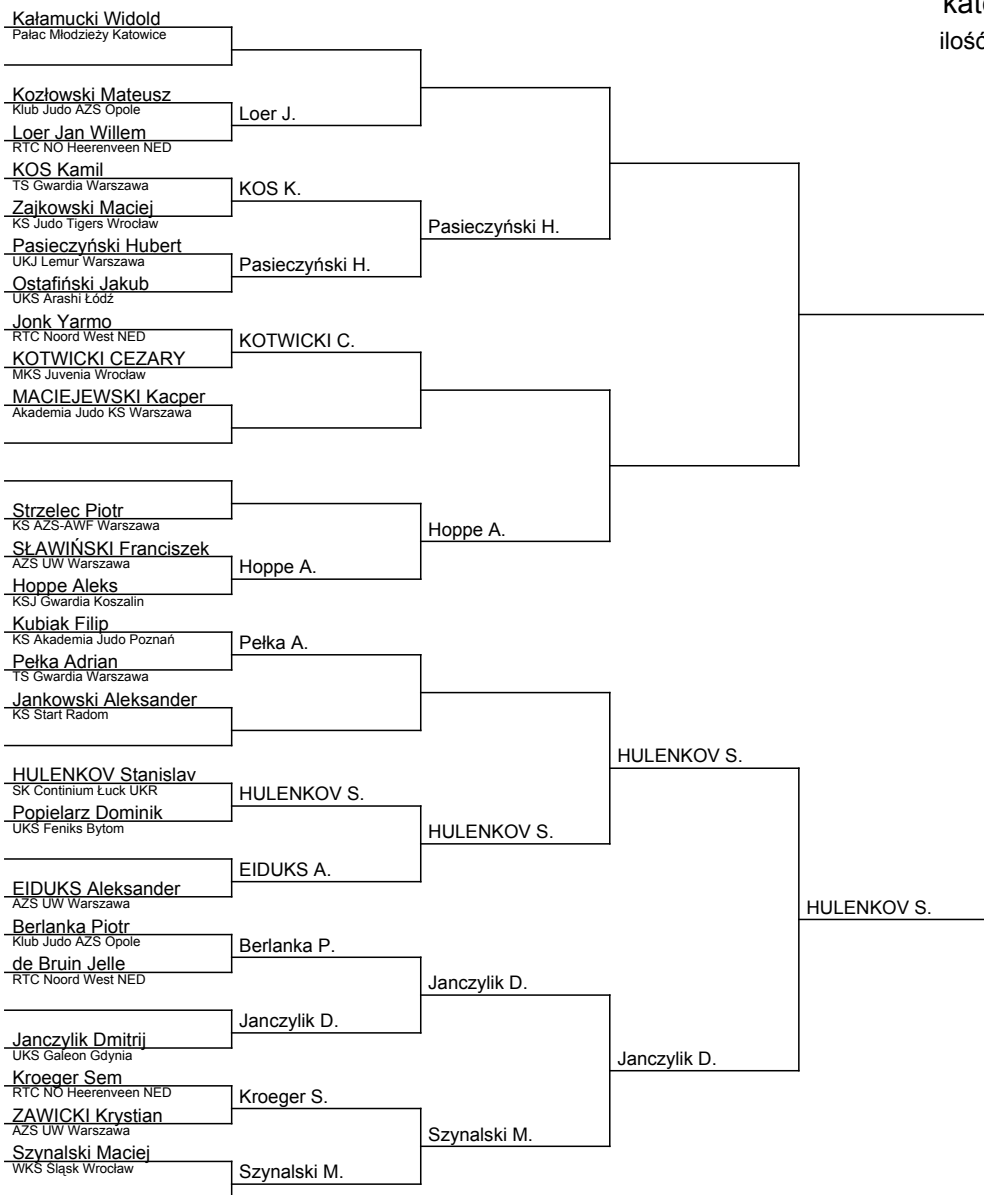 Kałamucki Widold
Pałac Młodzieży Katowice
kat
ilość
Kozłowski Mateusz
Klub Judo AZS Opole
Loer J.
Loer Jan Willem
RTC NO Heerenveen NED
KOS Kamil
TS Gwardia Warszawa
KOS K.
Zajkowski Maciej
KS Judo Tigers Wrocław
Pasieczyński H.
Pasieczyński Hubert
UKJ Lemur Warszawa
Pasieczyński H.
Ostafiński Jakub
UKS Arashi Łódź
Jonk Yarmo
RTC Noord West NED
KOTWICKI C.
KOTWICKI CEZARY
MKS Juvenia Wrocław
MACIEJEWSKI Kacper
Akademia Judo KS Warszawa
Strzelec Piotr
KS AZS-AWF Warszawa
Hoppe A.
SŁAWIŃSKI Franciszek
AZS UW Warszawa
Hoppe A.
Hoppe Aleks
KSJ Gwardia Koszalin
Kubiak Filip
KS Akademia Judo Poznań
Pełka A.
Pełka Adrian
TS Gwardia Warszawa
Jankowski Aleksander
KS Start Radom
HULENKOV S.
HULENKOV Stanislav
SK Continium Łuck UKR
HULENKOV S.
Popielarz Dominik
UKS Feniks Bytom
HULENKOV S.
EIDUKS A.
EIDUKS Aleksander
AZS UW Warszawa
HULENKOV S.
Berlanka Piotr
Klub Judo AZS Opole
Berlanka P.
de Bruin Jelle
RTC Noord West NED
Janczylik D.
Janczylik D.
Janczylik Dmitrij
UKS Galeon Gdynia
Janczylik D.
Kroeger Sem
RTC NO Heerenveen NED
Kroeger S.
ZAWICKI Krystian
AZS UW Warszawa
Szynalski M.
Szynalski Maciej
WKS Śląsk Wrocław
Szynalski M.